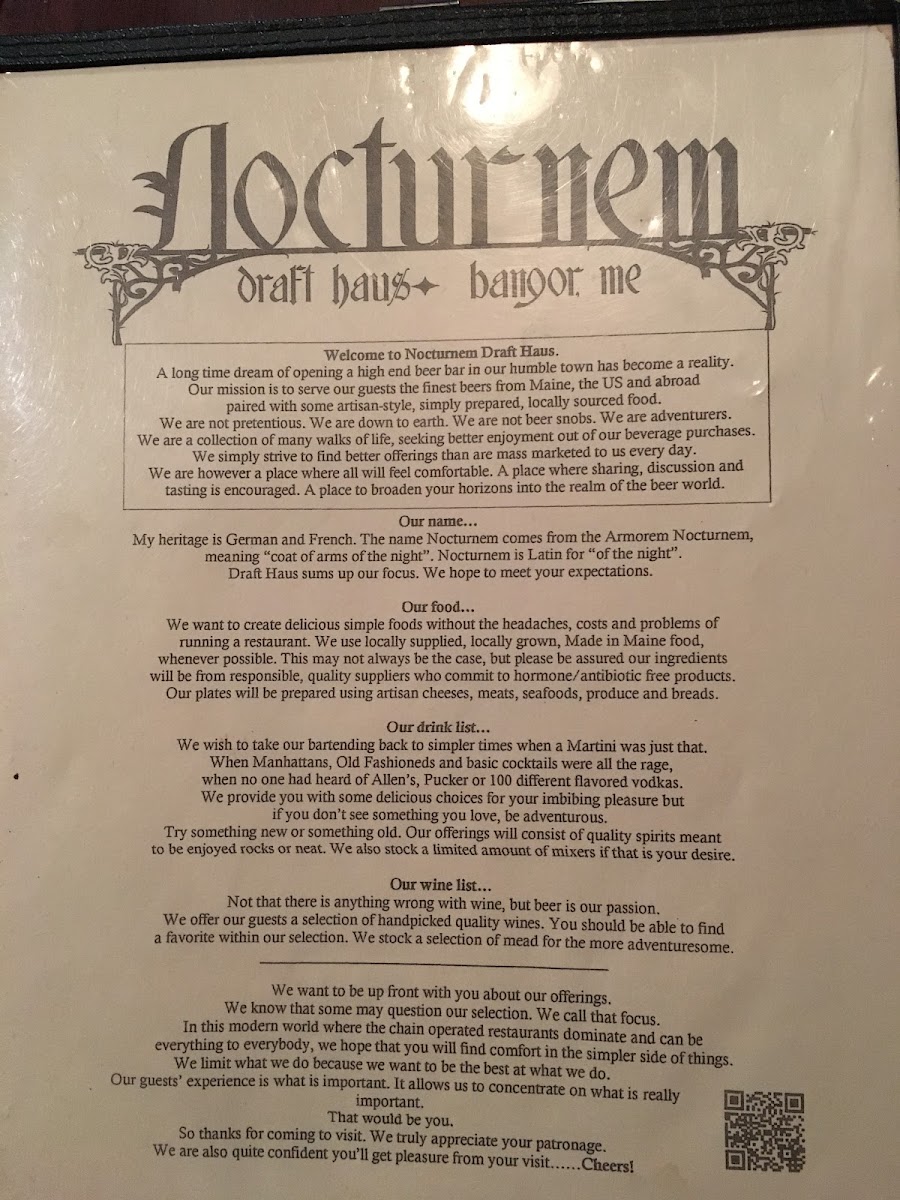 Nocturnem
draft haus bangor, me
Welcome to Nocturnem Draft Haus.
A long time dream of opening a high end beer bar in our humble town has become a reality.
Our mission is to serve our guests the finest beers from Maine, the US and abroad
paired with some artisan-style, simply prepared, locally sourced food.
We are not pretentious. We are down to earth. We are not beer snobs. We are adventurers.
We are a collection of many walks of life, seeking better enjoyment out of our beverage purchases.
We simply strive to find better offerings than are mass marketed to us every day.
We are however a place where all will feel comfortable. A place where sharing, discussion and
tasting is encouraged. A place to broaden your horizons into the realm of the beer world.
Our name...
My heritage is German and French. The name Nocturnem comes from the Armorem Nocturnem,
meaning “coat of arms of the night”. Nocturnem is Latin for “of the night”.
Draft Haus sums up our focus. We hope to meet your expectations.
Our food...
We want to create delicious simple foods without the headaches, costs and problems of
running a restaurant. We use locally supplied, locally grown, Made in Maine food,
whenever possible. This may not always be the case, but please be assured our ingredients
will be from responsible, quality suppliers who commit to hormone/antibiotic free products.
Our plates will be prepared using artisan cheeses, meats, seafoods, produce and breads.
Our drink list...
We wish to take our bartending back to simpler times when a Martini was just that.
When Manhattans, Old Fashioneds and basic cocktails were all the rage,
when no one had heard of Allen’s, Pucker or 100 different flavored vodkas.
We provide you with some delicious choices for your imbibing pleasure but
if you don’t see something you love, be adventurous.
Try something new or something old. Our offerings will consist of quality spirits meant
to be enjoyed rocks or neat. We also stock a limited amount of mixers if that is your desire.
Our wine list...
Not that there is anything wrong with wine, but beer is our passion.
We offer our guests a selection of handpicked quality wines. You should be able to find
a favorite within our selection. We stock a selection of mead for the more adventuresome.
We want to be up front with you about our offerings.
We know that some may question our selection. We call that focus.
In this modern world where the chain operated restaurants dominate and can be
everything to everybody, we hope that you will find comfort in the simpler side of things.
We limit what we do because we want to be the best at what we do.
Our guests’ experience is what is important. It allows us to concentrate on what is really
important.
That would be you.
So thanks for coming to visit. We truly appreciate your patronage.
We are also quite confident you’ll get pleasure from your visit......Cheers!